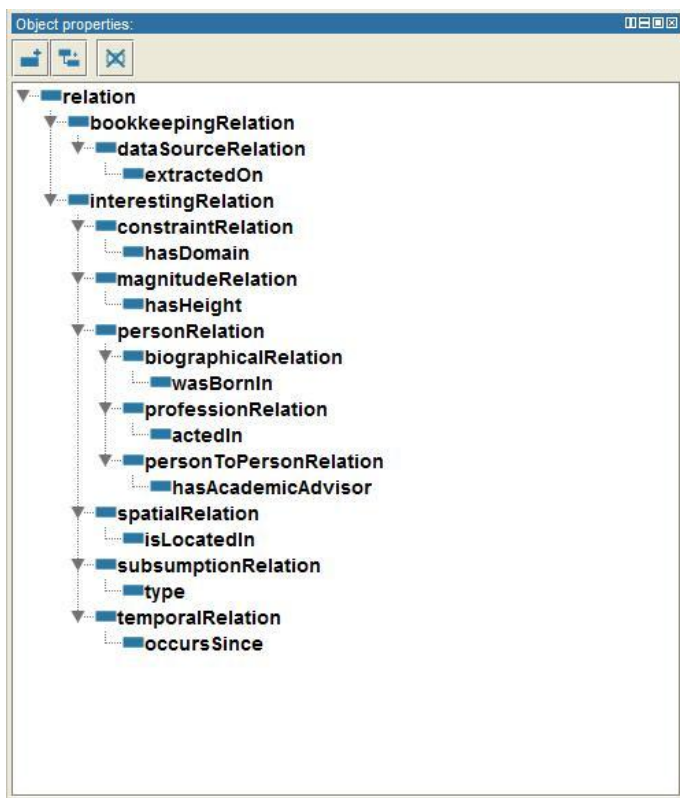 Object properties:
relation
bookkeepingRelation
dataSourceRelation
extractedOn
interestingRelation
constraintRelation
hasDomain
magnitudeRelation
hasHeight
personRelation
biographicalRelation
wasBornIn
professionRelation
actedIn
personToPersonRelation
hasAcademicAdvisor
spatialRelation
isLocatedIn
subsumptionRelation
type
temporalRelation
occursSince